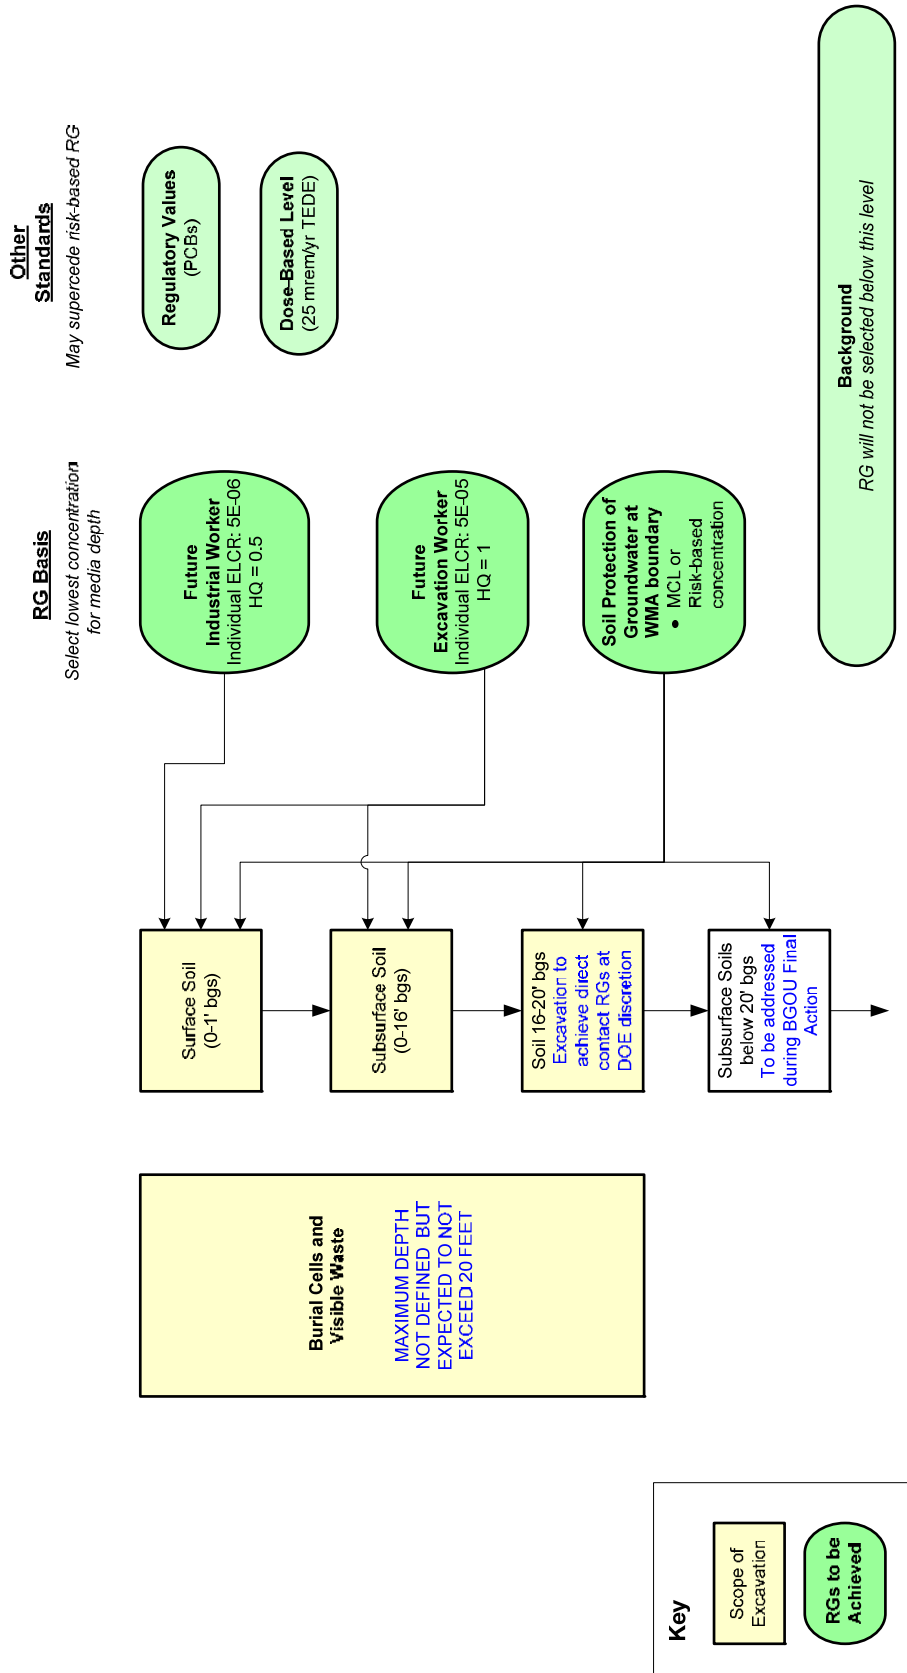 Burial Cells and
Visible Waste
MAXIMUM DEPTH
NOT DEFINED BUT
EXPECTED TO NOT
EXCEED 20 FEET
Surface Soil
(0-1' bgs)
Subsurface Soil
(0-16' bgs)
Soil 16-20' bgs
Excavation to
achieve direct
contact RGs at
DOE discretion
Subsurface Soils
below 20' bgs
To be addressed
during BGOU Final
Action
RG Basis
Select lowest concentration
for media depth
Future
Industrial Worker
Individual ELCR: 5E-06
HQ = 0.5
Future
Excavation Worker
Individual ELCR: 5E-05
HQ = 1
Soil Protection of
Groundwater at
WMA boundary
• MCL or
Risk-based
concentration
Other
Standards
May supercede risk-based RG
Regulatory Values
(PCBs)
Dose-Based Level
(25 mrem/yr TEDE)
Background
RG will not be selected below this level
Key
Scope of
Excavation
RGs to be
Achieved